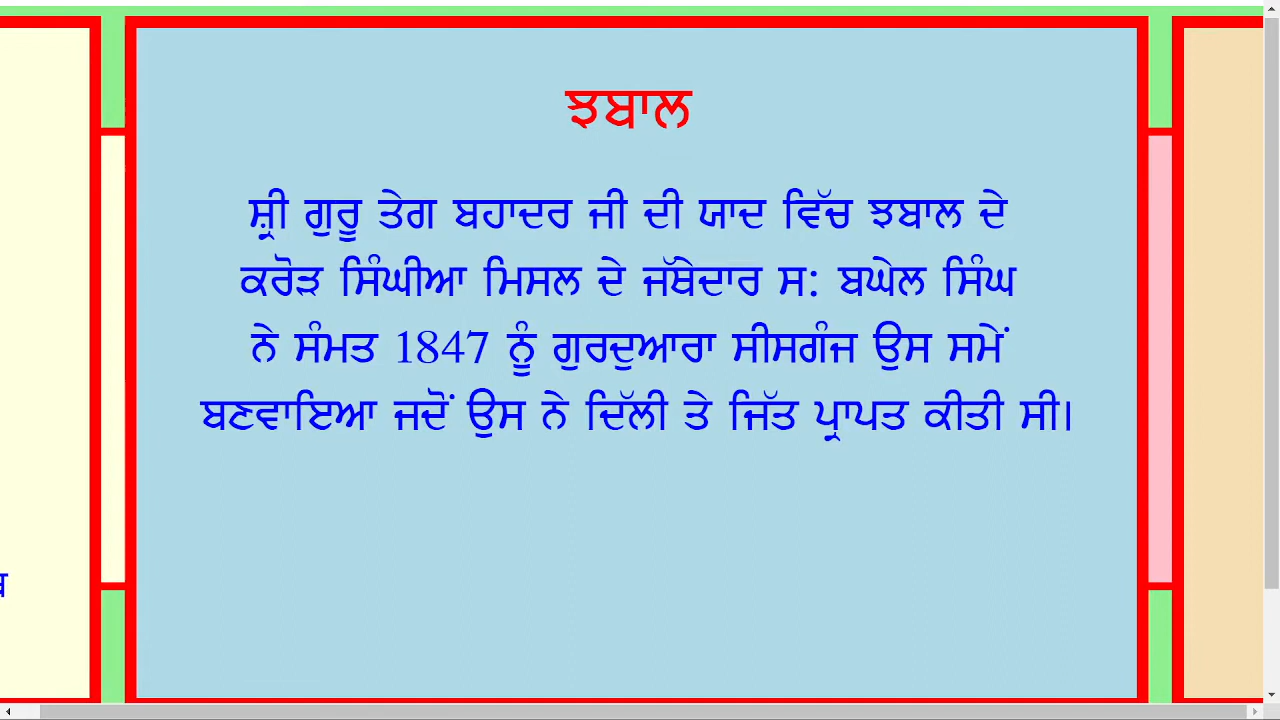 ਝਬਾਲ
ਸ਼੍ਰੀ ਗੁਰੂ ਤੇਗ ਬਹਾਦਰ ਜੀ ਦੀ ਯਾਦ ਵਿੱਚ ਝਬਾਲ ਦੇ
ਕਰੋੜ ਸਿੰਘੀਆ ਮਿਸਲ ਦੇ ਜੱਥੇਦਾਰ ਸ: ਬਘੇਲ ਸਿੰਘ
ਨੇ ਸੰਮਤ 1847 ਨੂੰ ਗੁਰਦੁਆਰਾ ਸੀਸਗੰਜ ਉਸ ਸਮੇਂ
ਬਣਵਾਇਆ ਜਦੋਂ ਉਸ ਨੇ ਦਿੱਲੀ ਤੇ ਜਿੱਤ ਪ੍ਰਾਪਤ ਕੀਤੀ ਸੀ।